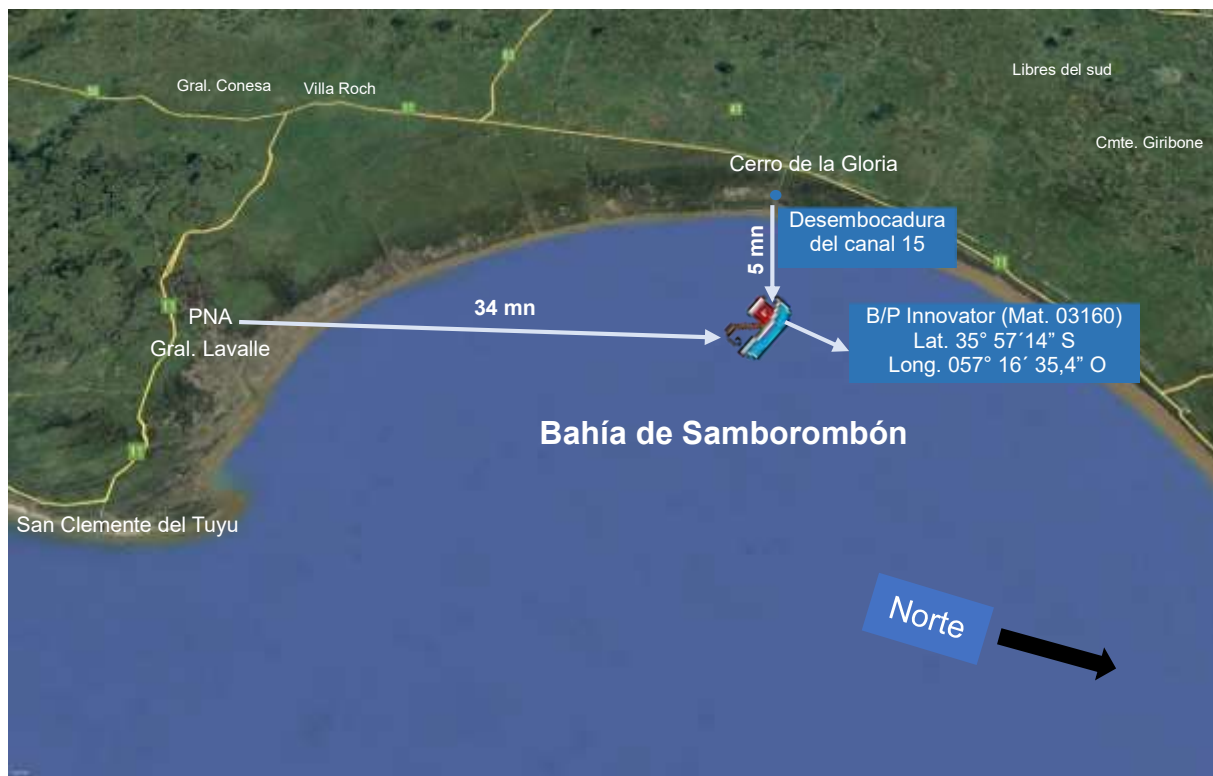 Libres del sud
Gral. Conesa
Villa Roch
Cmte. Giribone
Cerro de la Gloria
Desembocadura
del canal 15
5 mn
34 mn
PNA
Gral. Lavalle
B/P Innovator (Mat. 03160)
Lat. 35° 57´14” S
Long. 057° 16´ 35,4” O
Bahía de Samborombón
San Clemente del Tuyu
Norte